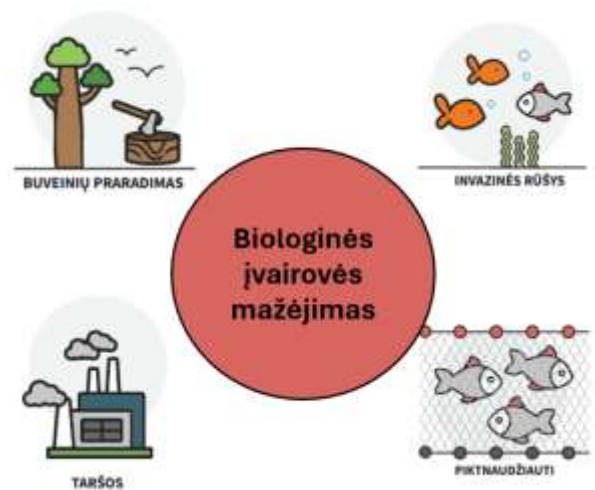 BUVEINIŲ PRARADIMAS
INVAZINĖS RŪŠYS
Biologinės
įvairovės
mažėjimas
TARŠOS
PIKTNAUDŽIAUTI